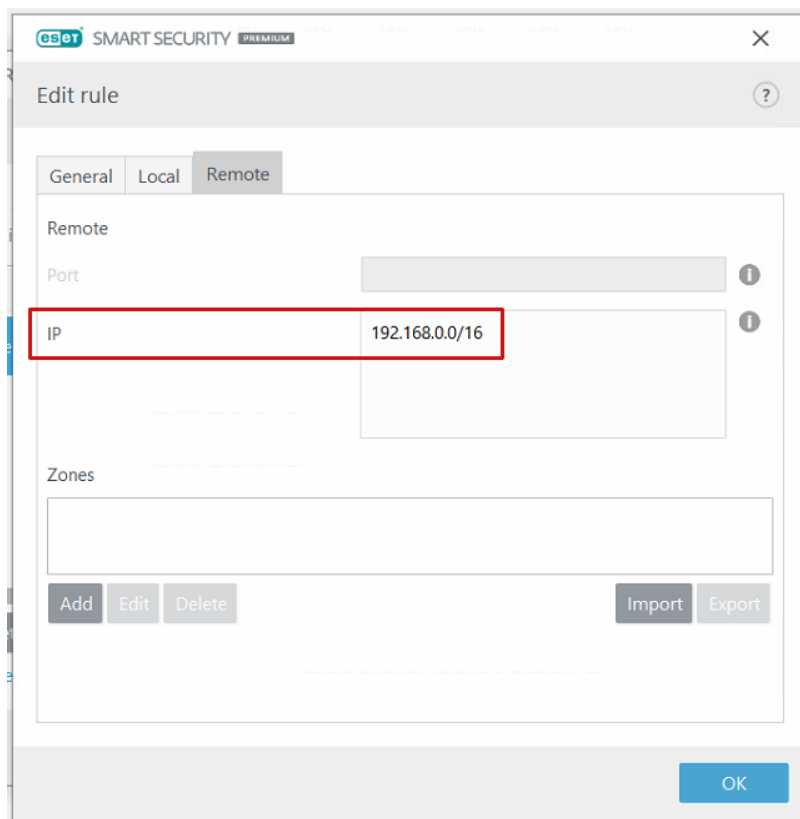 eset SMART SECURITY PREMIUM
Edit rule
?
General Local Remote
Remote
Port
IP 192.168.0.0/16
Zones
Add Edit Delete Import Export
OK